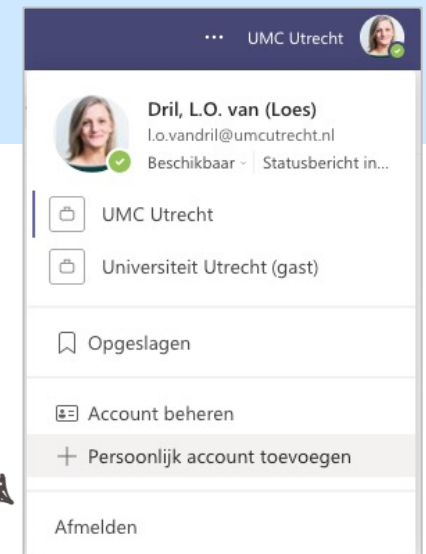 ... UMC Utrecht
Dril, L.O. van (Loes)
l.o.vandril@umcutrecht.nl
Beschikbaar Statusbericht in...
UMC Utrecht
Universiteit Utrecht (gast)
Opgeslagen
Account beheren
Persoonlijk account toevoegen
Afmelden